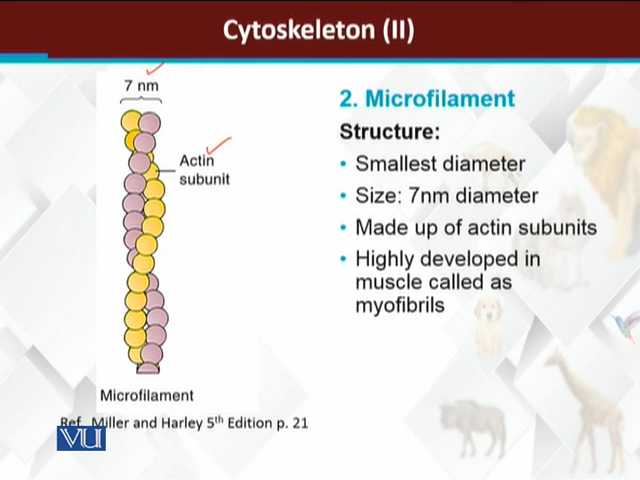 Cytoskeleton (II)
7 nm
Actin
subunit
Microfilament
Ref. Miller and Harley 5th Edition p. 21
VU
2. Microfilament
Structure:
• Smallest diameter
• Size: 7nm diameter
• Made up of actin subunits
• Highly developed in
muscle called as
myofibrils